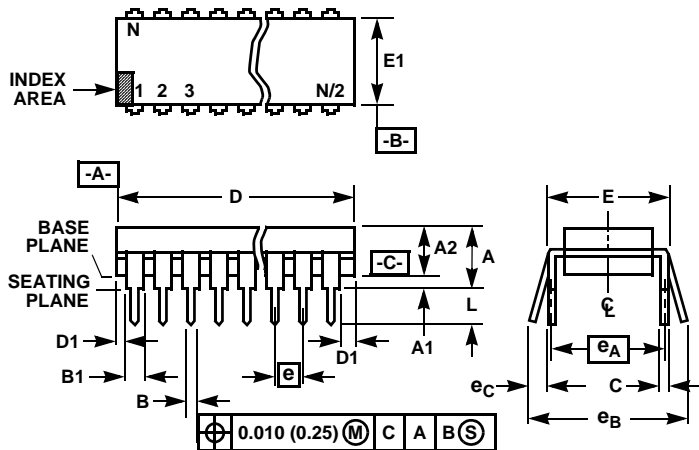 N
E1
INDEX
AREA
1 2 3 N/2
-B-
-A-
D
E
BASE
PLANE
A2
A
-C-
SEATING
PLANE
L
C L
D1
A1
D1
eA
B1
e
eC
C
B
eB
0.010 (0.25) M C A B S